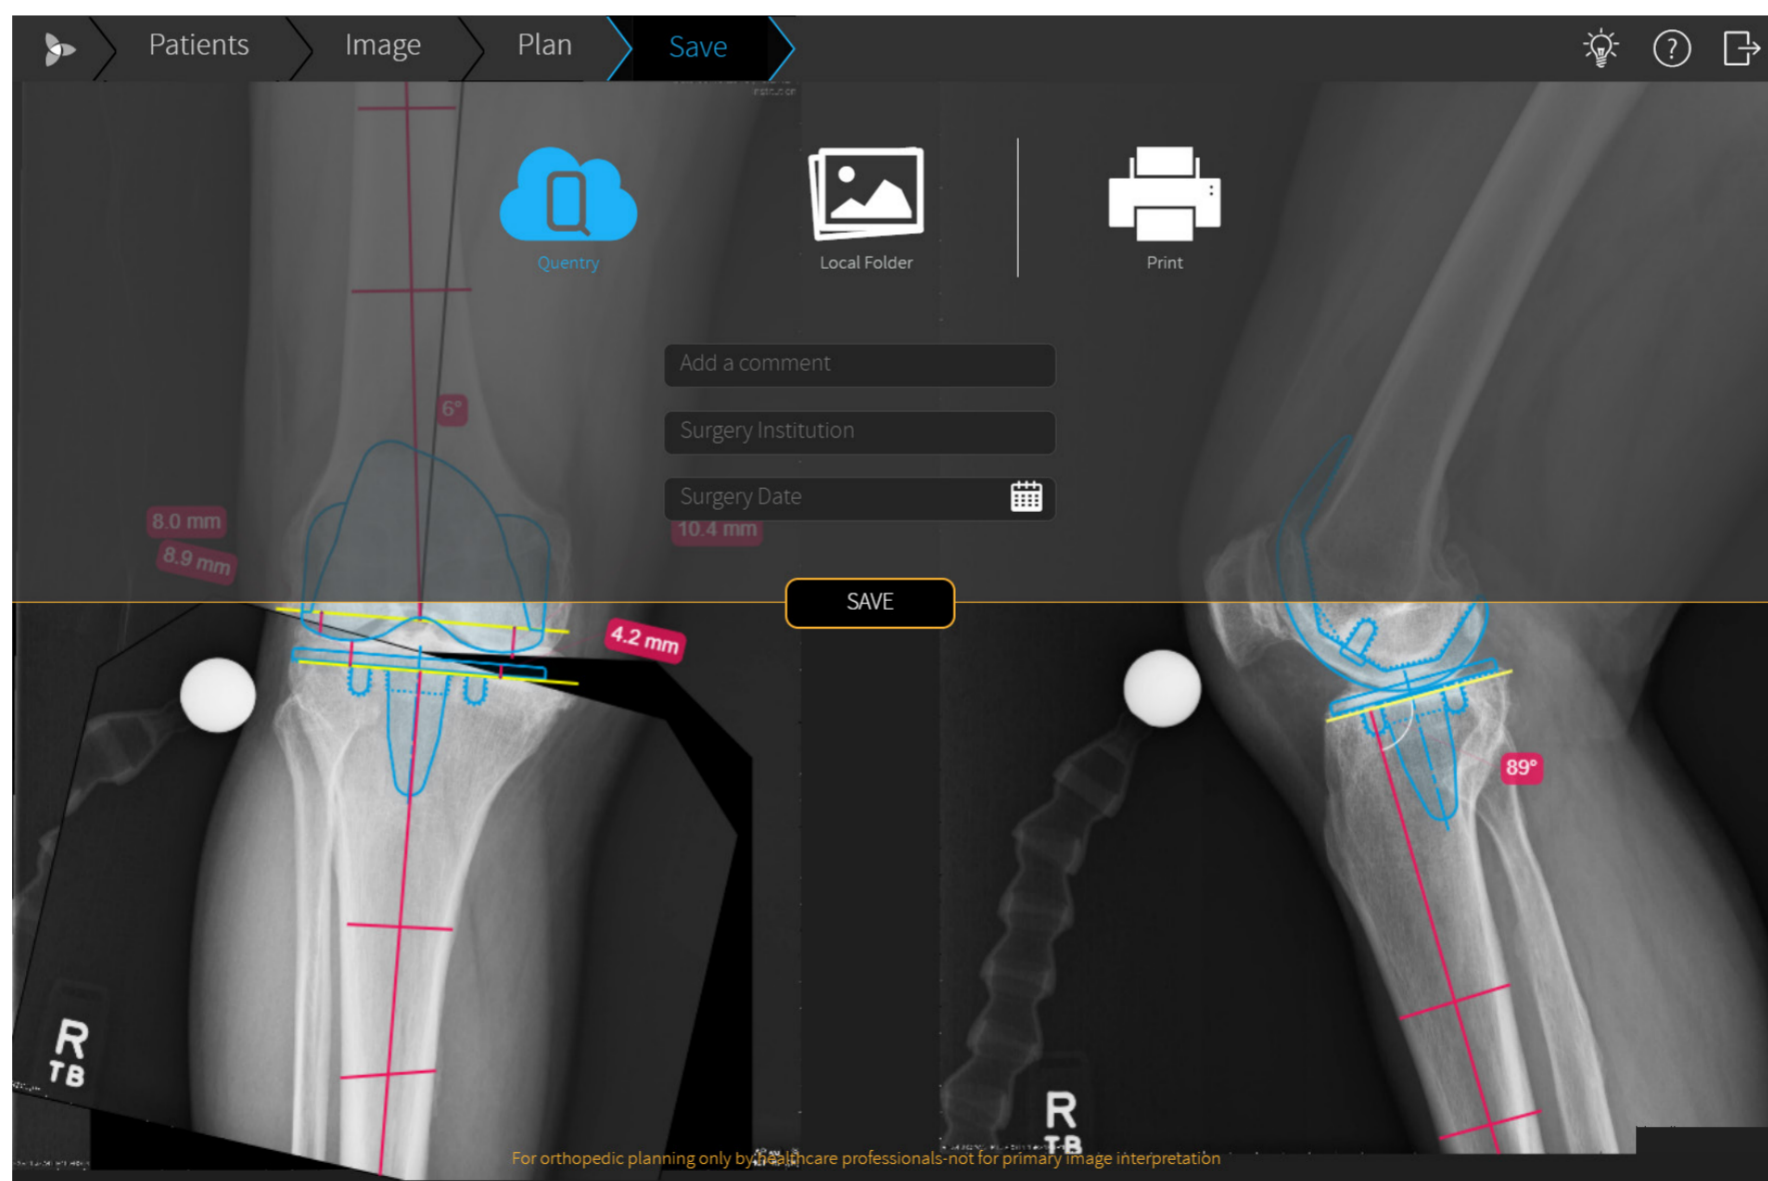 Patients
Image
Plan
Save
?
Quentry
Local Folder
Print
Add a comment
Surgery Institution
Surgery Date
6°
8.0 mm
8.9 mm
10.4 mm
SAVE
4.2 mm
89°
R
TB
R
TB
For orthopedic planning only by healthcare professionals-not for primary image interpretation